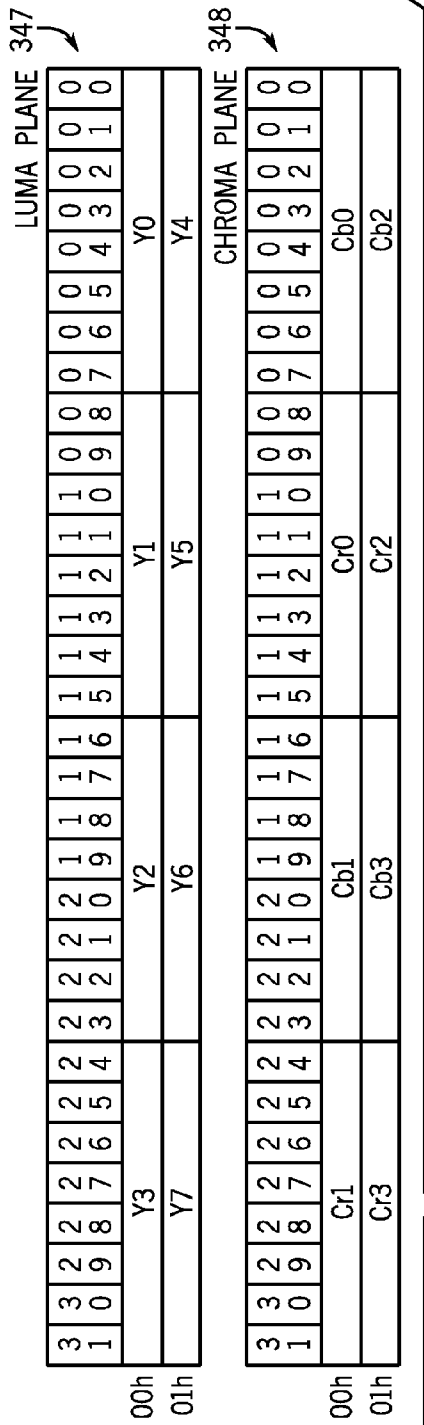 LUMA PLANE 347
3 3 2 2 2 2 2 2 2 2 2 2 1 1 1 1 1 1 1 1 1 1 0 0 0 0 0 0 0 0 0 0
1 0 9 8 7 6 5 4 3 2 1 0 9 8 7 6 5 4 3 2 1 0 9 8 7 6 5 4 3 2 1 0
00h Y3 Y2 Y1 Y0
01h Y7 Y6 Y5 Y4
CHROMA PLANE 348
3 3 2 2 2 2 2 2 2 2 2 2 1 1 1 1 1 1 1 1 1 1 0 0 0 0 0 0 0 0 0 0
1 0 9 8 7 6 5 4 3 2 1 0 9 8 7 6 5 4 3 2 1 0 9 8 7 6 5 4 3 2 1 0
00h Cr1 Cb1 Cr0 Cb0
01h Cr3 Cb3 Cr2 Cb2